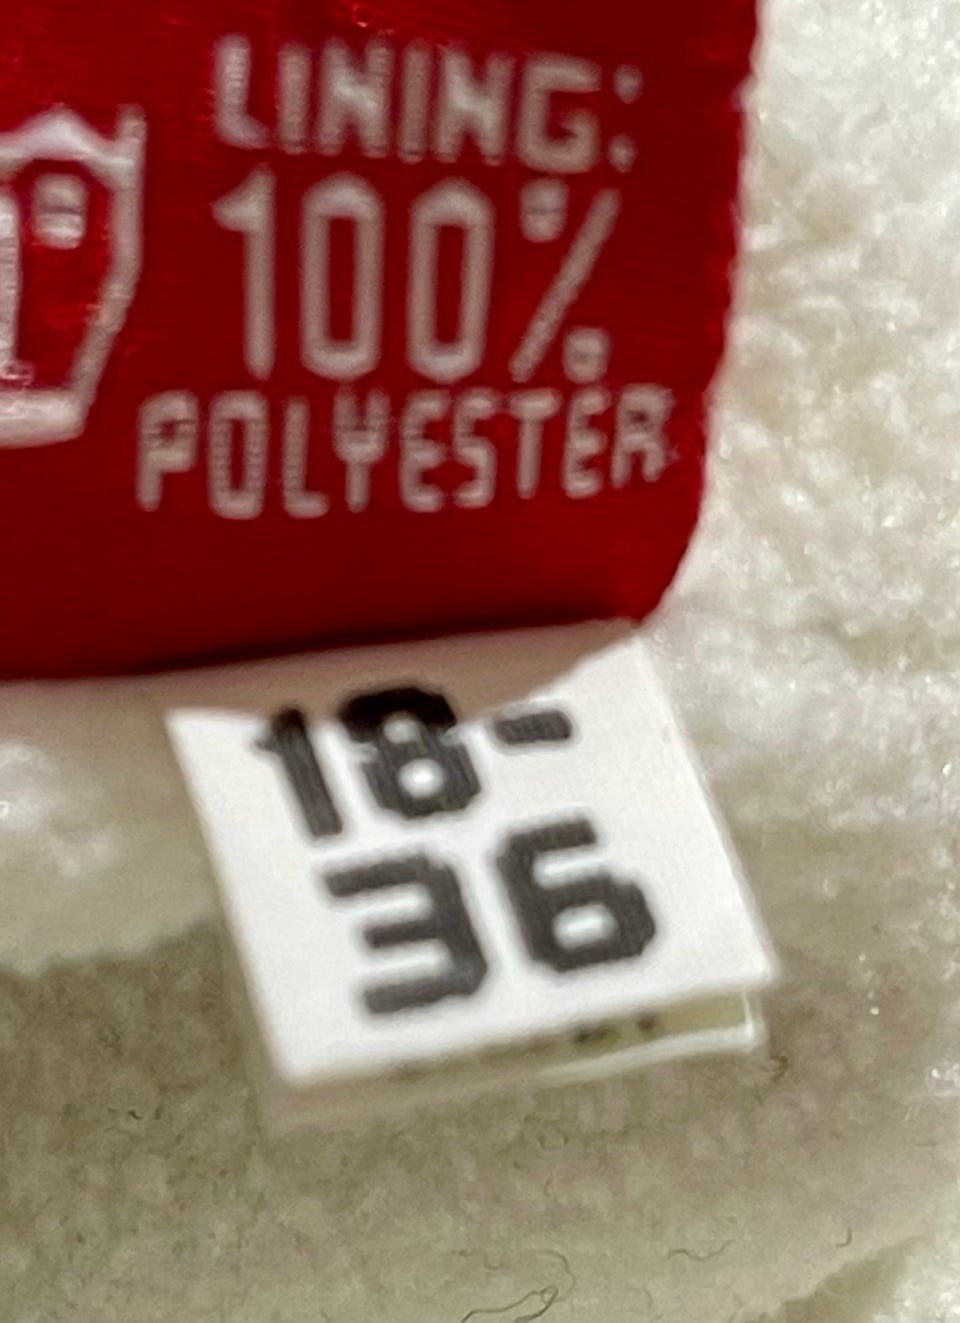 LINING:
100%
POLYESTER
18-
36